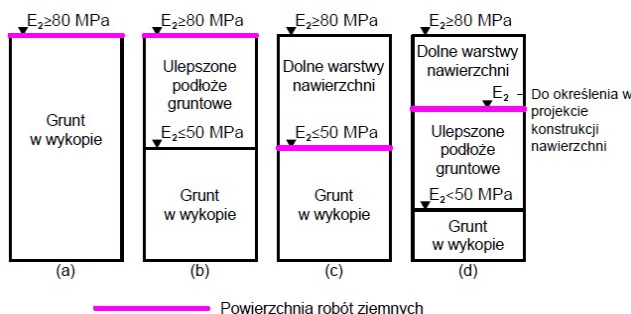 E₂≥80 MPa
Grunt
w wykopie
(a)
E₂≥80 MPa
Ulepszone
podłoże
gruntowe
E₂≤50 MPa
Grunt
w wykopie
(b)
E₂≥80 MPa
Dolne warstwy
nawierzchni
E₂≤50 MPa
Grunt
w wykopie
(c)
E₂≥80 MPa
Dolne warstwy
nawierzchni
E₂ - Do określenia w
projekcie
konstrukcji
nawierzchni
Ulepszone
podłoże
gruntowe
E₂<50 MPa
Grunt
w wykopie
(d)
Powierzchnia robót ziemnych